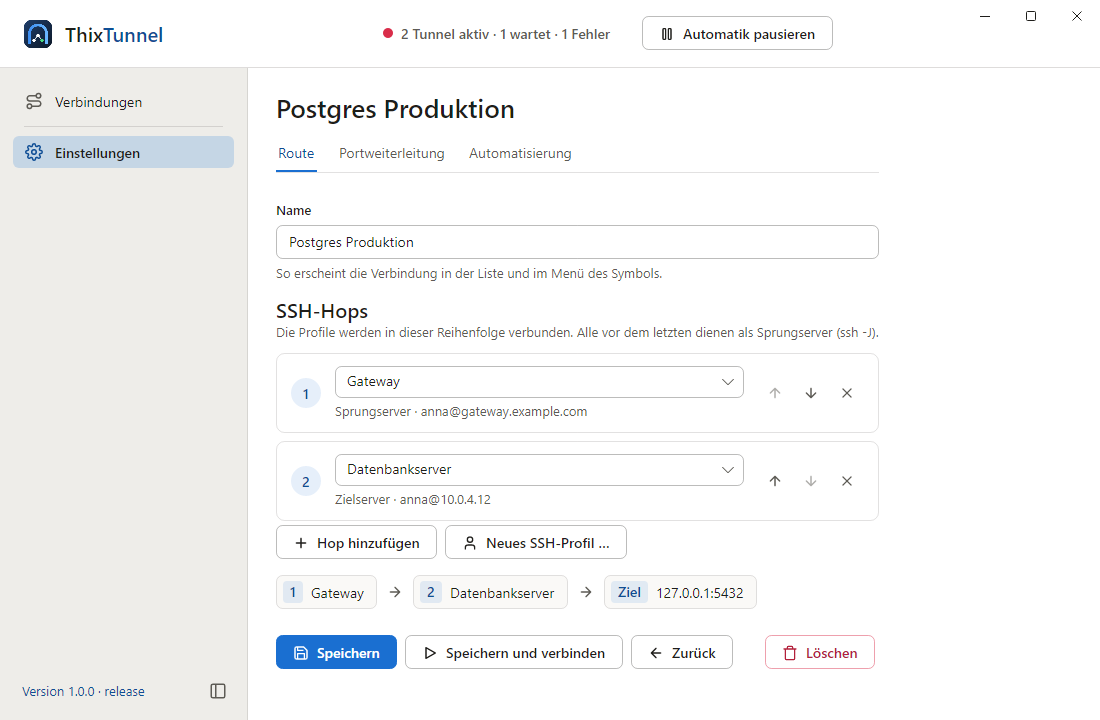 ThixTunnel
2 Tunnel aktiv · 1 wartet · 1 Fehler
Automatik pausieren
Verbindungen
Einstellungen
Postgres Produktion
Route
Portweiterleitung
Automatisierung
Name
Postgres Produktion
So erscheint die Verbindung in der Liste und im Menü des Symbols.
SSH-Hops
Die Profile werden in dieser Reihenfolge verbunden. Alle vor dem letzten dienen als Sprungserver (ssh -J).
1
Gateway
Sprungserver · anna@gateway.example.com
2
Datenbankserver
Zielserver · anna@10.0.4.12
Hop hinzufügen
Neues SSH-Profil ...
1 Gateway
2 Datenbankserver
Ziel 127.0.0.1:5432
Speichern
Speichern und verbinden
Zurück
Löschen
Version 1.0.0 · release